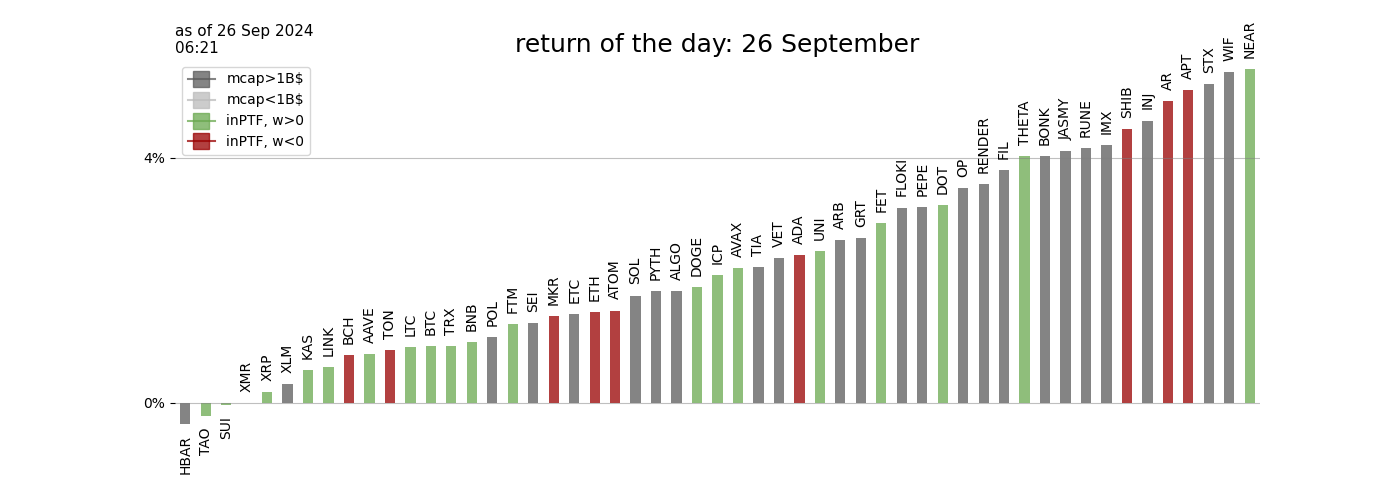 as of 26 Sep 2024
06:21
return of the day: 26 September
mcap>1B$
mcap<1B$
inPTF, w>0
inPTF, w<0
4%
0%
HBAR
TAO
SUI
XMR
XRP
XLM
KAS
LINK
BCH
AAVE
TON
LTC
BTC
TRX
BNB
POL
FTM
SEI
MKR
ETC
ETH
ATOM
SOL
PYTH
ALGO
DOGE
ICP
AVAX
TIA
VET
ADA
UNI
ARB
GRT
FET
FLOKI
PEPE
DOT
OP
RENDER
FIL
THETA
BONK
JASMY
RUNE
IMX
SHIB
INJ
AR
APT
STX
WIF
NEAR